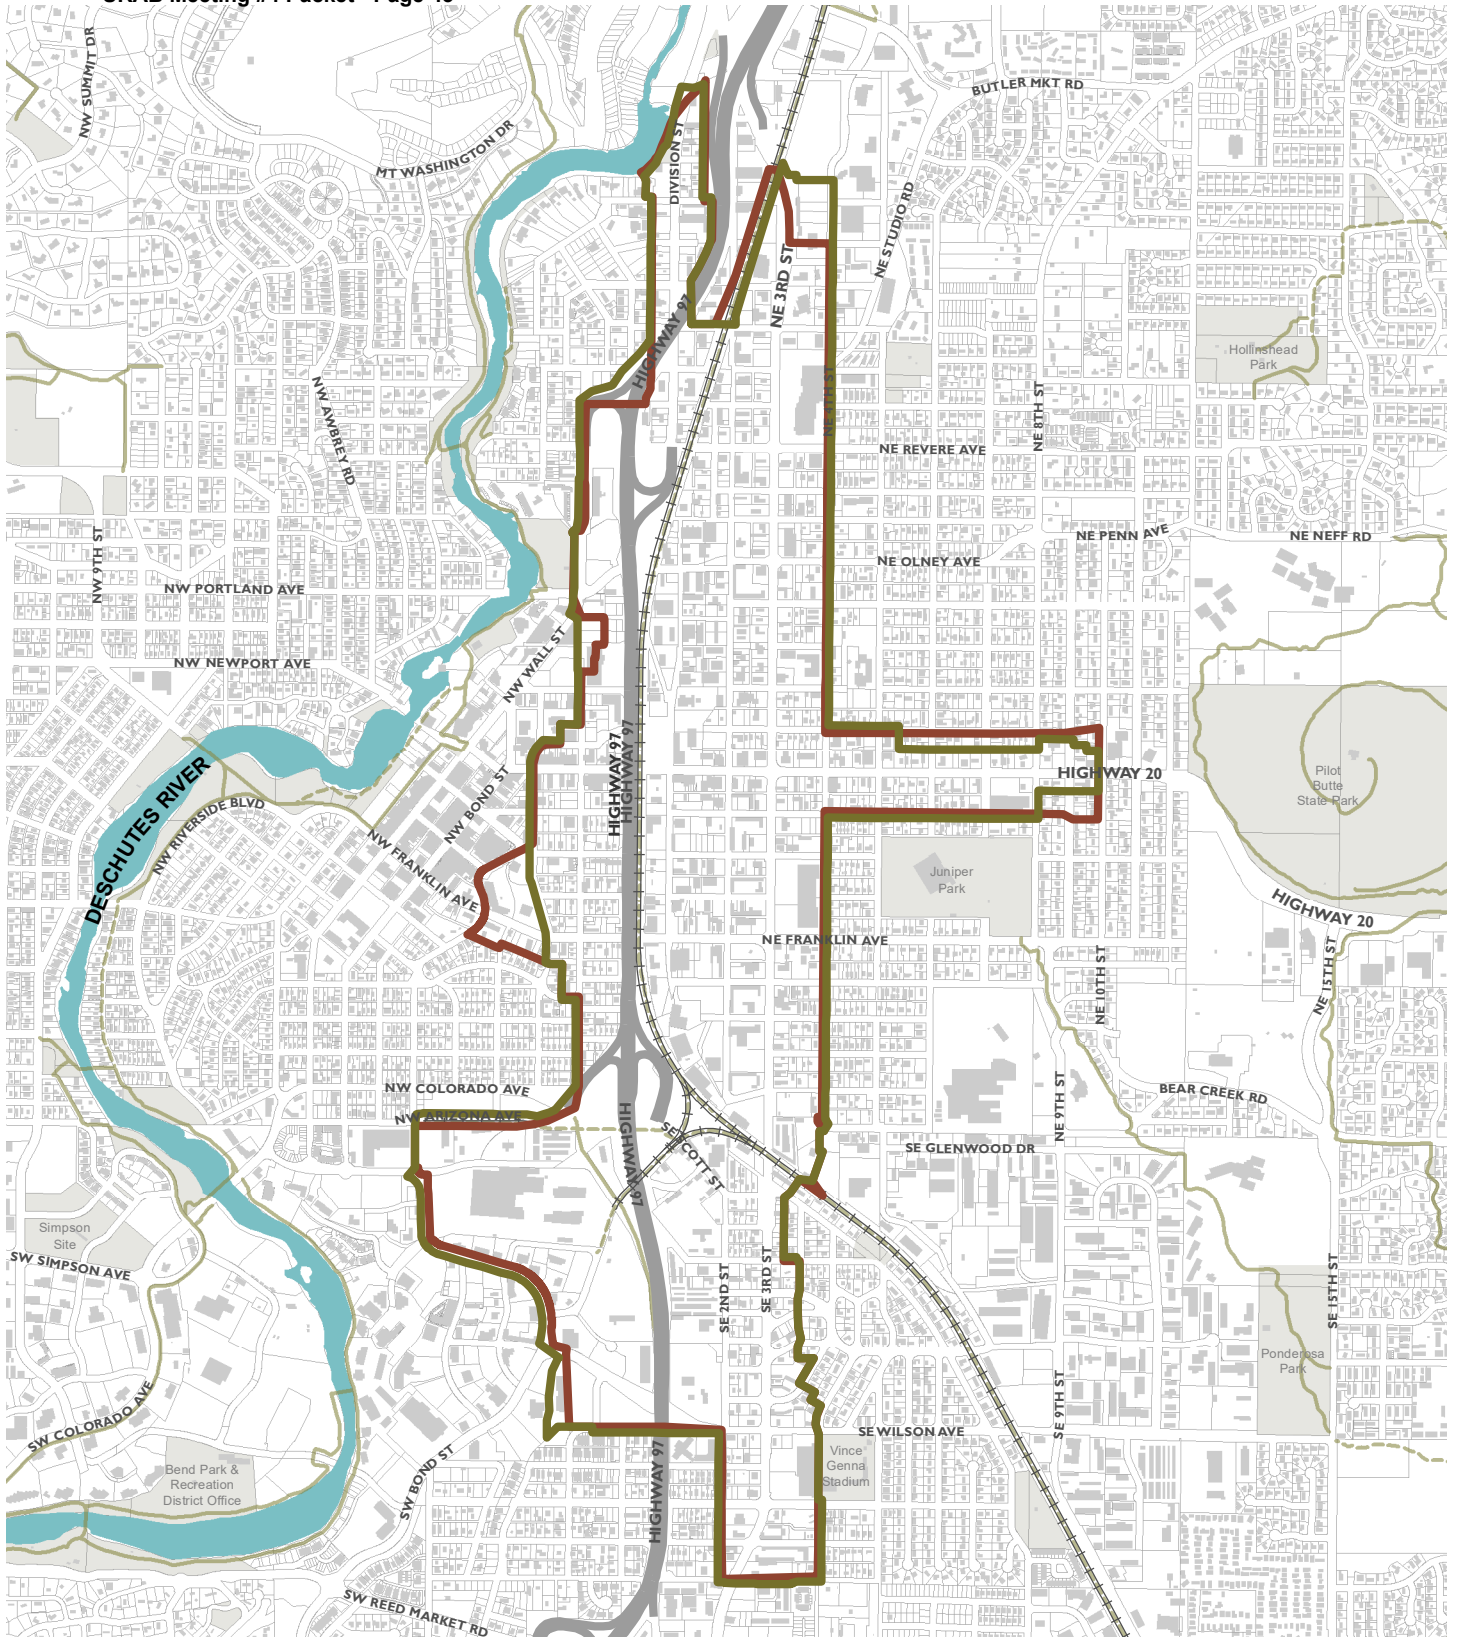 NW SUMMIT DR
BUTLER MKT RD
MT WASHINGTON DR
DIVISION ST
NE STUDIO RD
NE 3RD ST
HIGHWAY 97
Hollinshead
Park
NW AWBREY RD
NE 4TH ST
NE 8TH ST
NE REVERE AVE
NE PENN AVE
NE NEFF RD
NW 9TH ST
NE OLNEY AVE
NW PORTLAND AVE
NW WALL ST
NW NEWPORT AVE
HIGHWAY 97
HIGHWAY 97
HIGHWAY 20
Pilot
Butte
State Park
DESCHUTES RIVER
NW RIVERSIDE BLVD
NW BOND ST
NW FRANKLIN AVE
Juniper
Park
HIGHWAY 20
NE FRANKLIN AVE
NE 10TH ST
NE 15TH ST
NW COLORADO AVE
NW ARIZONA AVE
HIGHWAY 97
SE SCOTT ST
NE 9TH ST
BEAR CREEK RD
SE GLENWOOD DR
Simpson
Site
SW SIMPSON AVE
SE 2ND ST
SE 3RD ST
SE 15TH ST
Ponderosa
Park
SW COLORADO AVE
SE 9TH ST
SE WILSON AVE
Vince
Genna
Stadium
Bend Park &
Recreation
District Office
SW BOND ST
HIGHWAY 97
SW REED MARKET RD